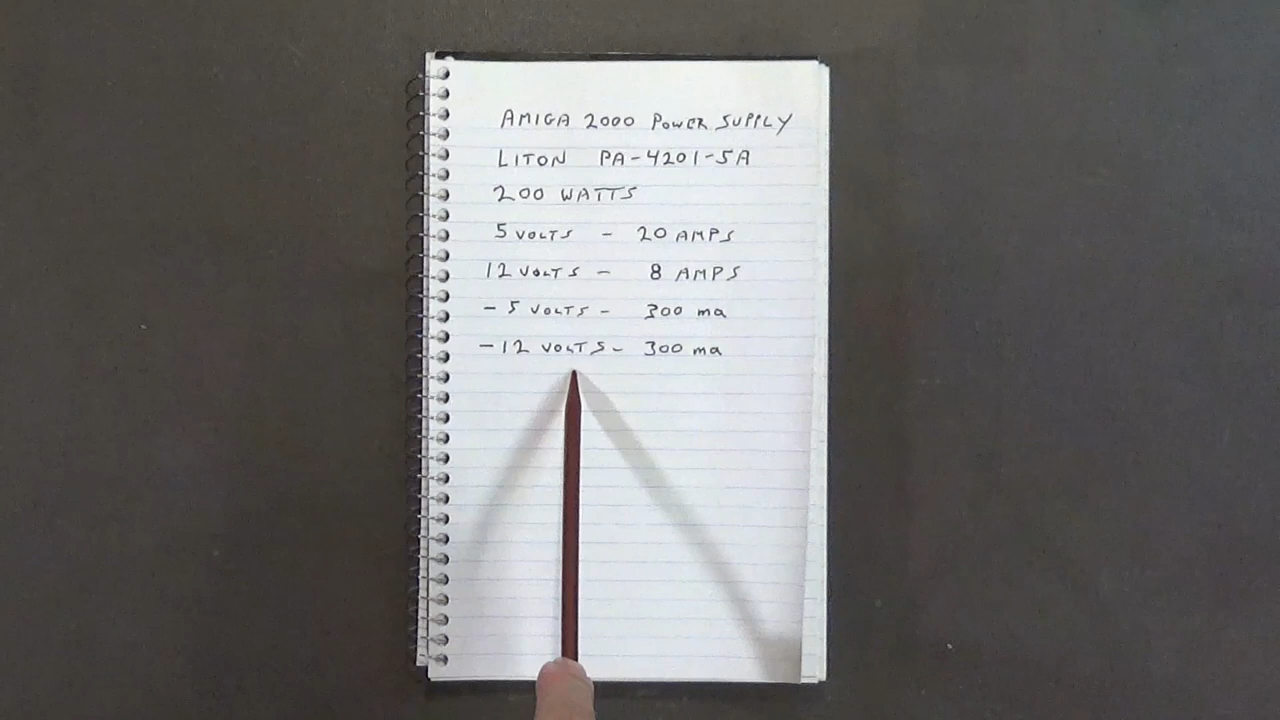 AMIGA 2000 POWER SUPPLY
LITON PA-4201-5A
200 WATTS
5 VOLTS - 20 AMPS
12 VOLTS - 8 AMPS
-5 VOLTS - 300 ma
-12 VOLTS - 300 ma